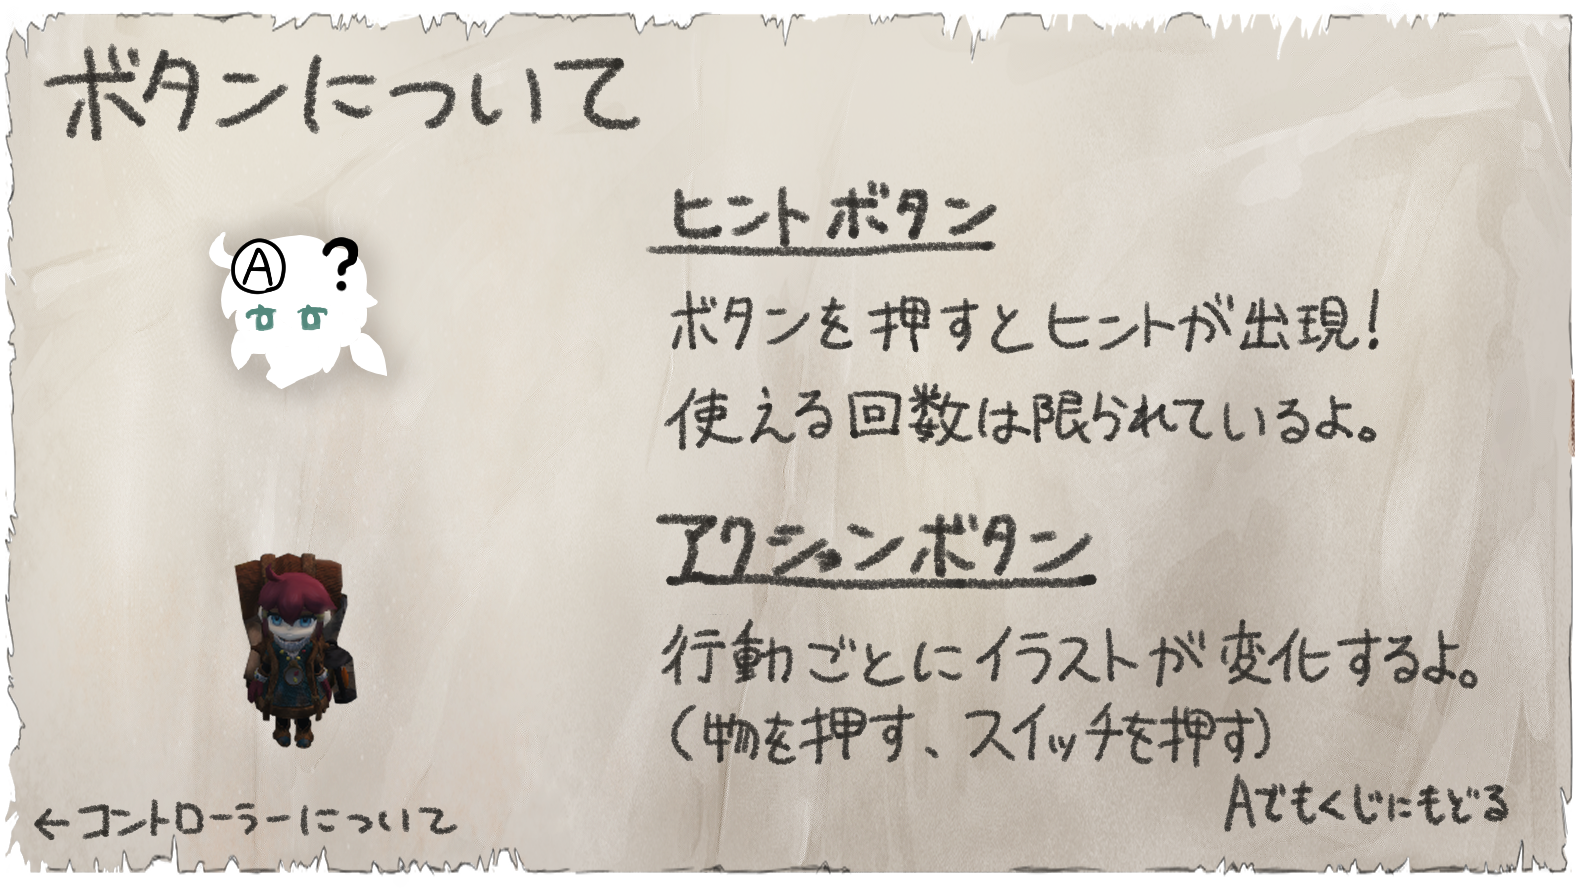 ボタンについて
Ⓐ ?
ヒントボタン
ボタンを押すとヒントが出現!
使える回数は限られているよ。
アクションボタン
行動ごとにイラストが変化するよ。
(物を押す、スイッチを押す)
Aでもくじにもどる
←コントローラーについて